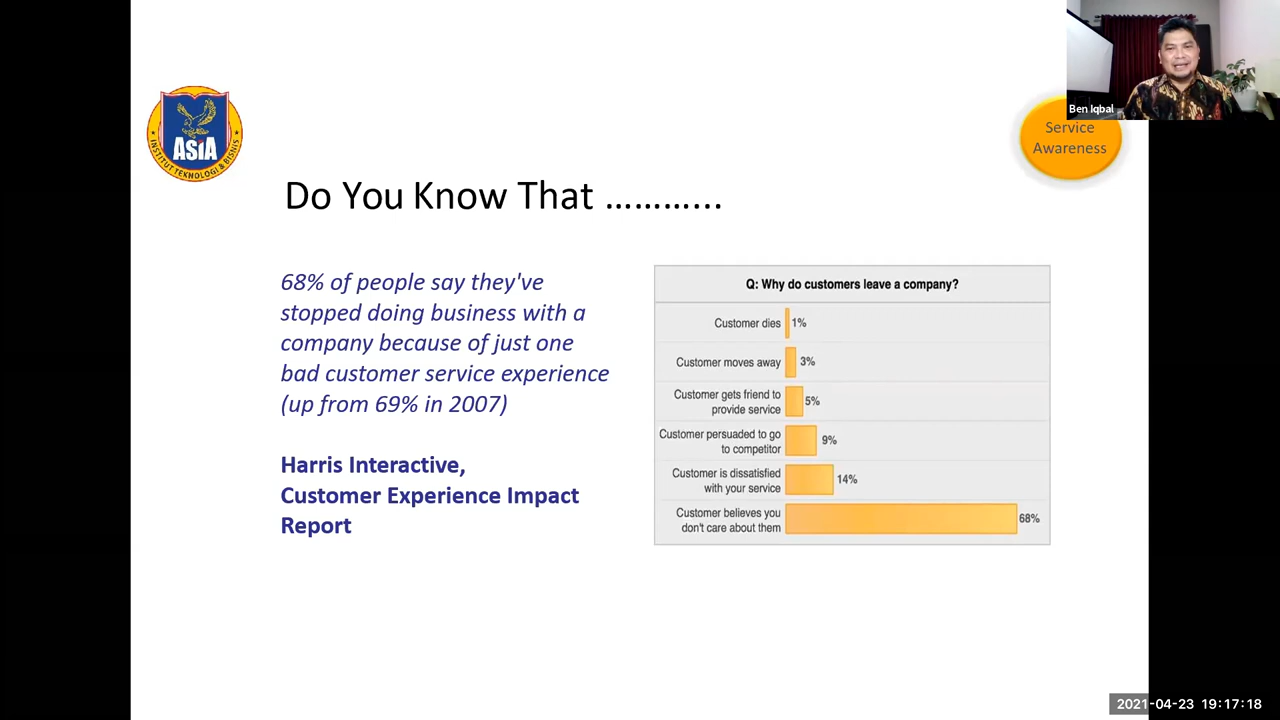 Ben Iqbal
Service
Awareness
ASIA
INSTITUT TEKNOLOGI & BISNIS
Do You Know That …………..
68% of people say they've
stopped doing business with a
company because of just one
bad customer service experience
(up from 69% in 2007)
Harris Interactive,
Customer Experience Impact
Report
Q: Why do customers leave a company?
Customer dies 1%
Customer moves away 3%
Customer gets friend to
provide service 5%
Customer persuaded to go
to competitor 9%
Customer is dissatisfied
with your service 14%
Customer believes you
don't care about them 68%
2021-04-23 19:17:18